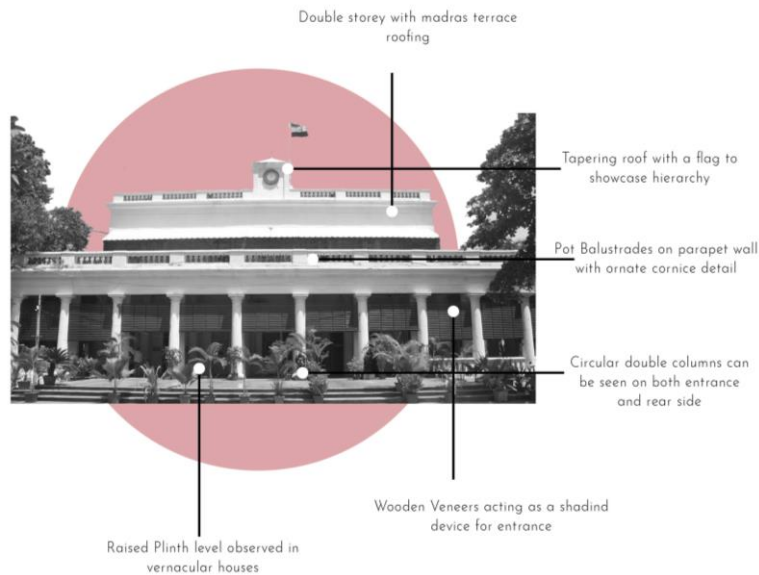 Double storey with madras terrace
roofing
Tapering roof with a flag to
showcase hierarchy
Pot Balustrades on parapet wall
with ornate cornice detail
Circular double columns can
be seen on both entrance
and rear side
Wooden Veneers acting as a shadind
device for entrance
Raised Plinth level observed in
vernacular houses